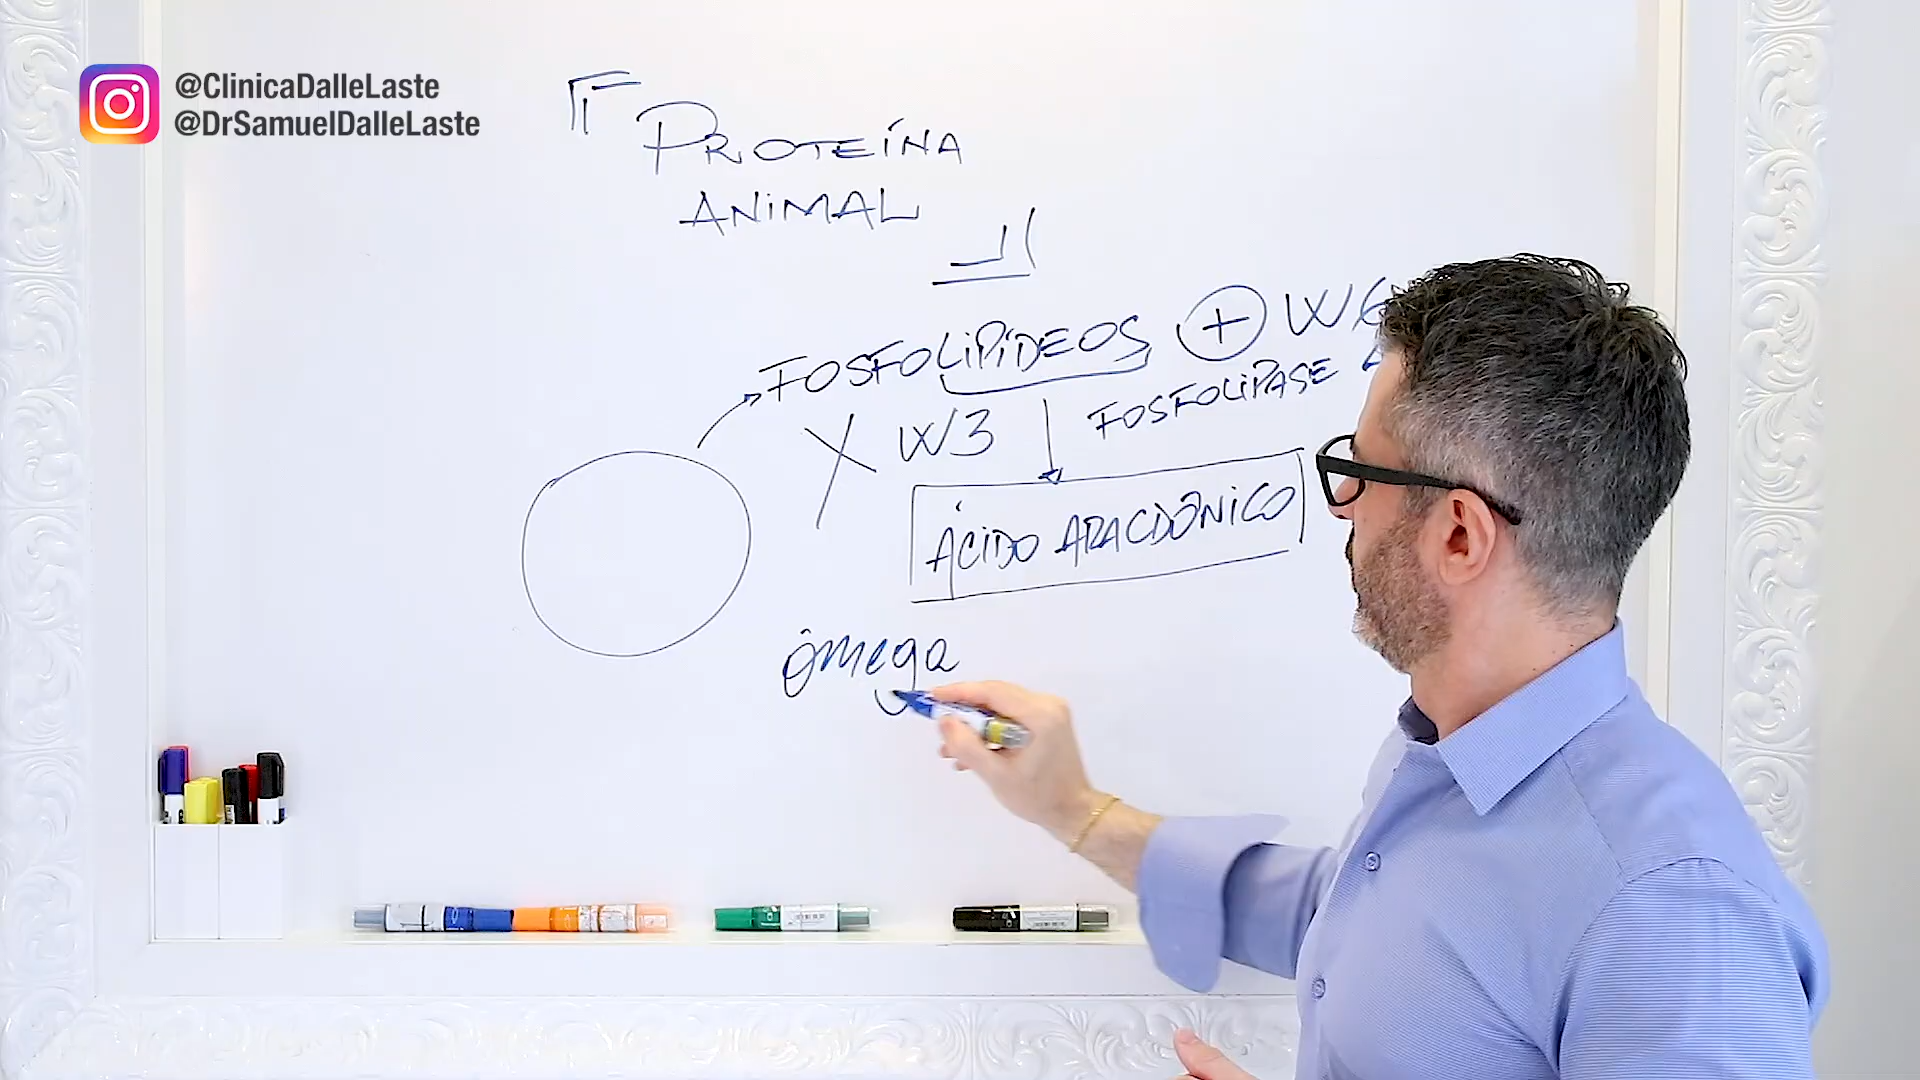 @ClinicaDalleLaste
@DrSamuelDalleLaste
PROTEÍNA
ANIMAL
FOSFOLIPÍDEOS + W6
FOSFOLIPASE
W3
ÁCIDO ARACDÔNICO
ômega